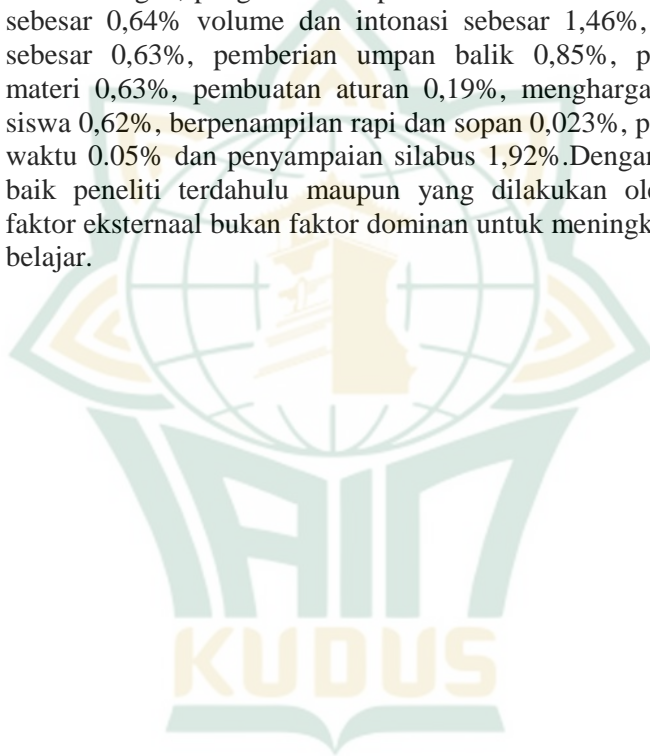 sebesar 0,64% volume dan intonasi sebesar 1,46%,
sebesar 0,63%, pemberian umpan balik 0,85%, p
materi 0,63%, pembuatan aturan 0,19%, mengharga
siswa 0,62%, berpenampilan rapi dan sopan 0,023%, p
waktu 0.05% dan penyampaian silabus 1,92%.Dengan
baik peneliti terdahulu maupun yang dilakukan ole
faktor eksternaal bukan faktor dominan untuk meningk
belajar.
IAIN
KUDUS